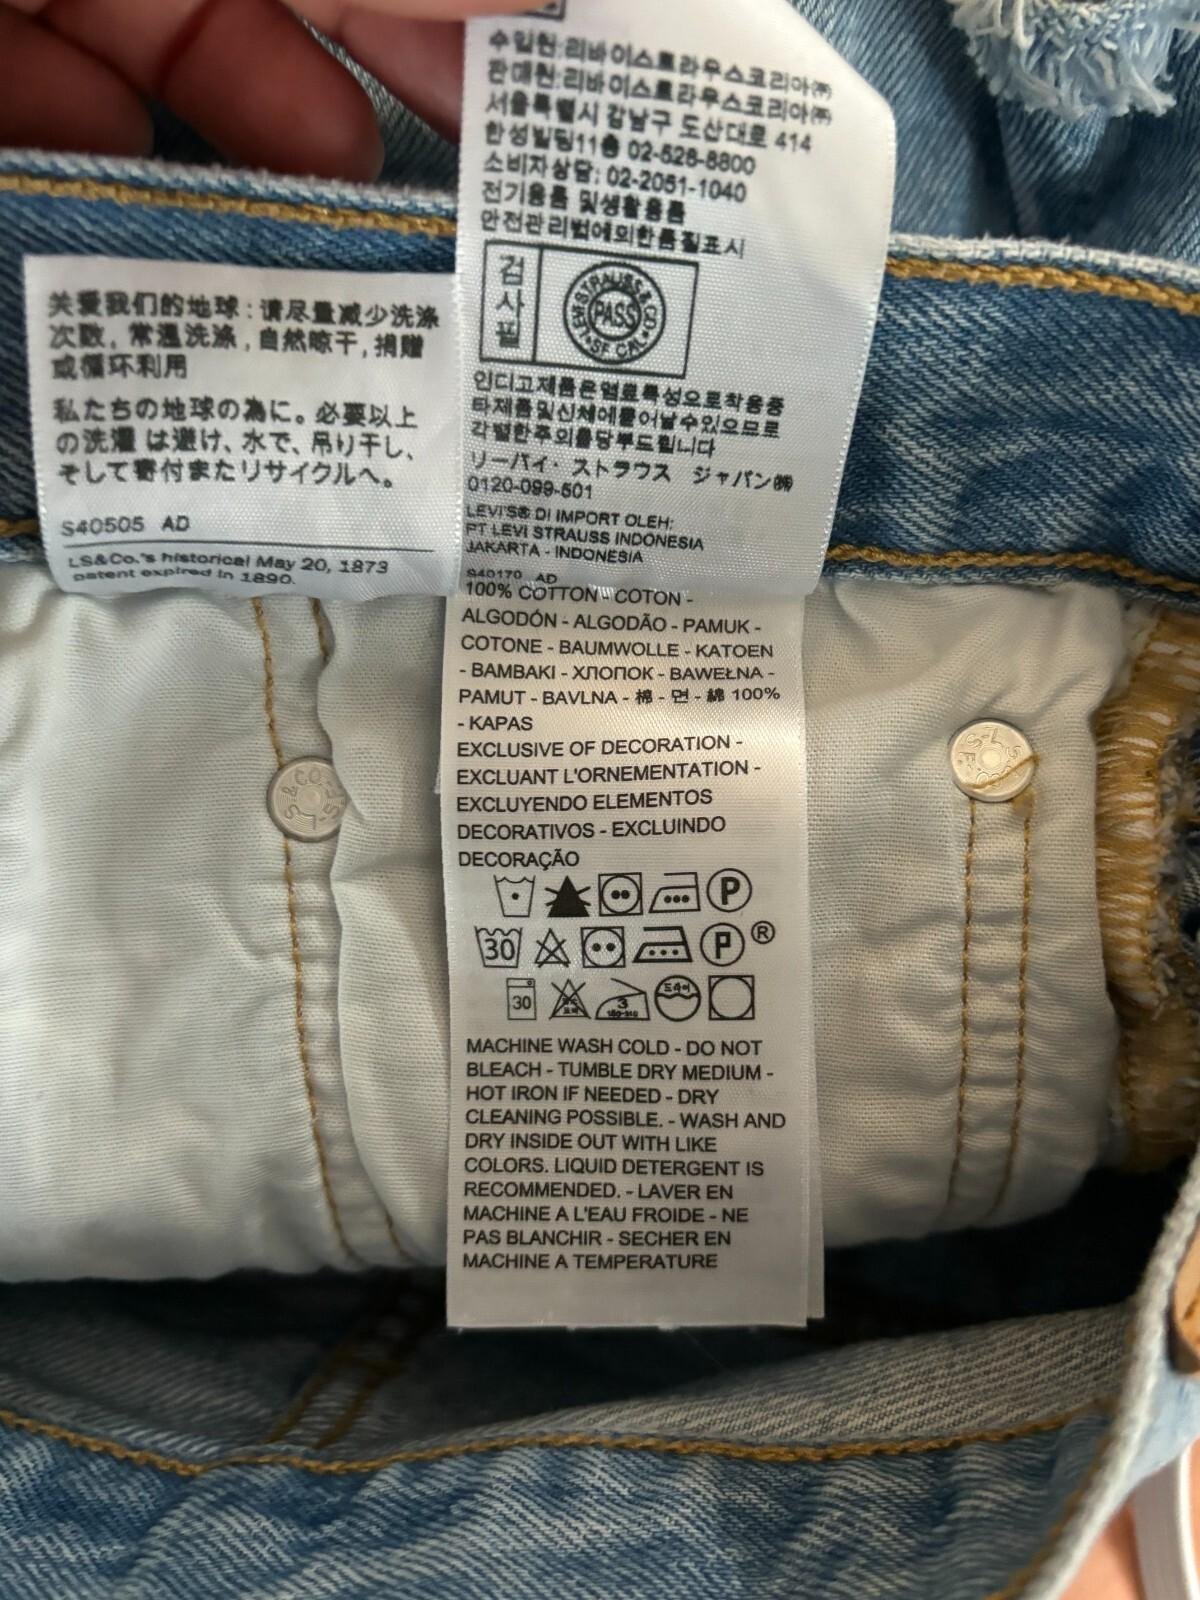 수입원:리바이스트라우스코리아㈜
판매원:리바이스트라우스코리아㈜
서울특별시 강남구 도산대로 414
한성빌딩11층 02-528-8800
소비자상담: 02-2051-1040
전기용품 및생활용품
안전관리법에의한품질표시
검사필
LEVI STRAUSS & CO.
PASS
SF CAL
인디고제품은염료특성으로착용중
타제품및신체에묻어날수있으므로
각별한주의를당부드립니다
リーバイ・ストラウス ジャパン㈱
0120-099-501
LEVI'S® DI IMPORT OLEH:
PT LEVI STRAUSS INDONESIA
JAKARTA - INDONESIA
S40170 AD
关爱我们的地球：请尽量减少洗涤
次数，常温洗涤，自然晾干，捐赠
或循环利用
私たちの地球の為に。必要以上
の洗濯 は避け、水で、吊り干し、
そして寄付またリサイクルへ。
S40505 AD
LS&Co.'s historical May 20, 1873
patent expired in 1890.
100% COTTON - COTON -
ALGODÓN - ALGODÃO - PAMUK -
COTONE - BAUMWOLLE - KATOEN
- BAMBAKI - ХЛОПОК - BAWEŁNA -
PAMUT - BAVLNA - 棉 - 면 - 綿 100%
- KAPAS
EXCLUSIVE OF DECORATION -
EXCLUANT L'ORNEMENTATION -
EXCLUYENDO ELEMENTOS
DECORATIVOS - EXCLUINDO
DECORAÇÃO
P
30 P ®
30 3 드라이
MACHINE WASH COLD - DO NOT
BLEACH - TUMBLE DRY MEDIUM -
HOT IRON IF NEEDED - DRY
CLEANING POSSIBLE. - WASH AND
DRY INSIDE OUT WITH LIKE
COLORS. LIQUID DETERGENT IS
RECOMMENDED. - LAVER EN
MACHINE A L'EAU FROIDE - NE
PAS BLANCHIR - SECHER EN
MACHINE A TEMPERATURE